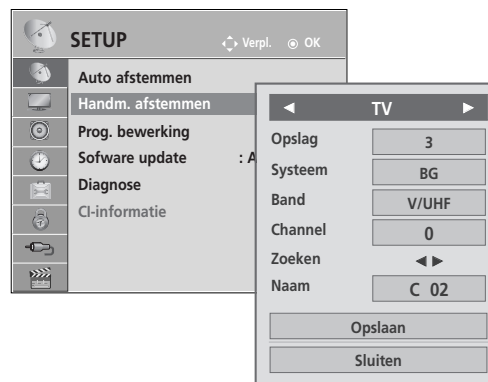 SETUP
Verpl. OK
Auto afstemmen
Handm. afstemmen
Prog. bewerking
Sofware update : A
Diagnose
CI-informatie
◄ TV ►
Opslag 3
Systeem BG
Band V/UHF
Channel 0
Zoeken ◄ ►
Naam C 02
Opslaan
Sluiten